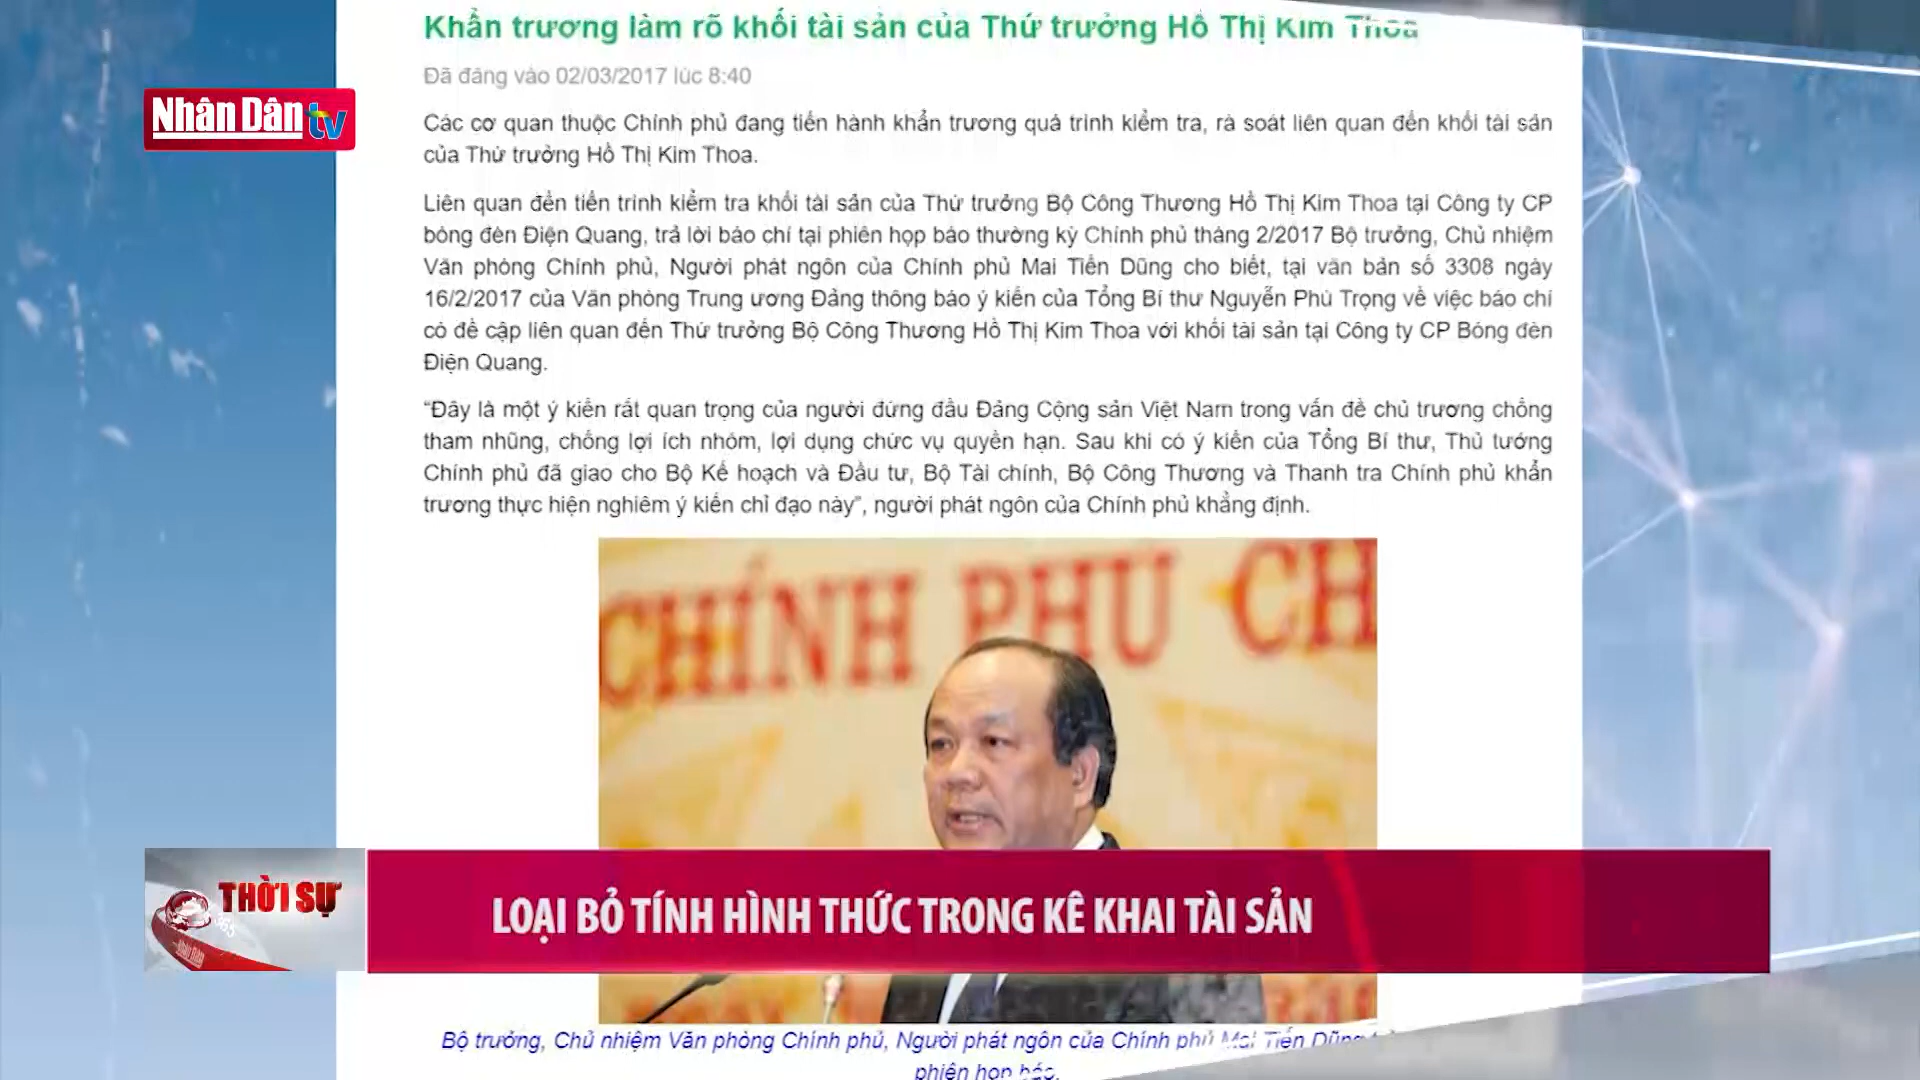 Khẩn trương làm rõ khối tài sản của Thứ trưởng Hồ Thị Kim Thoa
Đã đăng vào 02/03/2017 lúc 8:40
Nhân Dân tv
Các cơ quan thuộc Chính phủ đang tiến hành khẩn trương quá trình kiểm tra, rà soát liên quan đến khối tài sản
của Thứ trưởng Hồ Thị Kim Thoa.
Liên quan đến tiến trình kiểm tra khối tài sản của Thứ trưởng Bộ Công Thương Hồ Thị Kim Thoa tại Công ty CP
bóng đèn Điện Quang, trả lời báo chí tại phiên họp báo thường kỳ Chính phủ tháng 2/2017 Bộ trưởng, Chủ nhiệm
Văn phòng Chính phủ, Người phát ngôn của Chính phủ Mai Tiến Dũng cho biết, tại văn bản số 3308 ngày
16/2/2017 của Văn phòng Trung ương Đảng thông báo ý kiến của Tổng Bí thư Nguyễn Phú Trọng về việc báo chí
có đề cập liên quan đến Thứ trưởng Bộ Công Thương Hồ Thị Kim Thoa với khối tài sản tại Công ty CP Bóng đèn
Điện Quang.
“Đây là một ý kiến rất quan trọng của người đứng đầu Đảng Cộng sản Việt Nam trong vấn đề chủ trương chống
tham nhũng, chống lợi ích nhóm, lợi dụng chức vụ quyền hạn. Sau khi có ý kiến của Tổng Bí thư, Thủ tướng
Chính phủ đã giao cho Bộ Kế hoạch và Đầu tư, Bộ Tài chính, Bộ Công Thương và Thanh tra Chính phủ khẩn
trương thực hiện nghiêm ý kiến chỉ đạo này”, người phát ngôn của Chính phủ khẳng định.
CHÍNH PHỦ CH
THỜI SỰ
365
LOẠI BỎ TÍNH HÌNH THỨC TRONG KÊ KHAI TÀI SẢN
Bộ trưởng, Chủ nhiệm Văn phòng Chính phủ, Người phát ngôn của Chính phủ Mai Tiến Dũng
phiên họp báo.